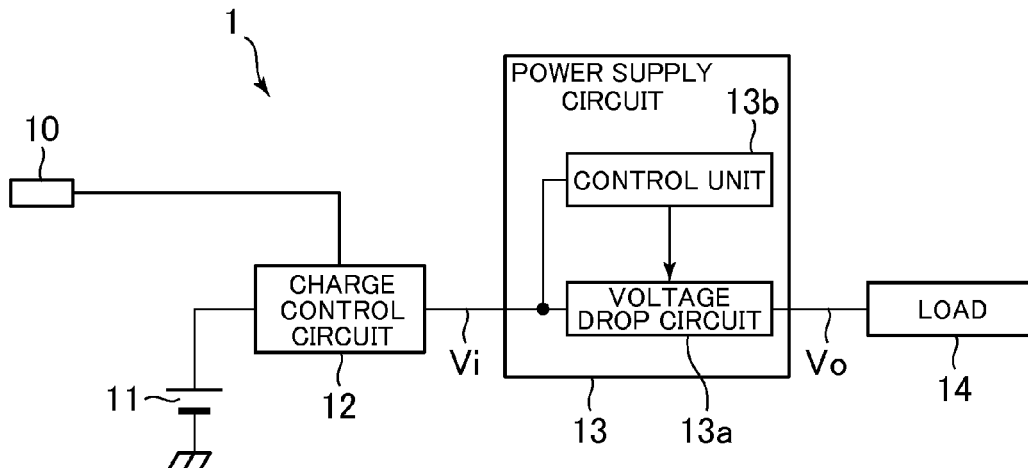 1
POWER SUPPLY
CIRCUIT
13b
10
CONTROL UNIT
CHARGE
CONTROL
CIRCUIT
VOLTAGE
DROP CIRCUIT
LOAD
Vi
Vo
11
12
13
13a
14